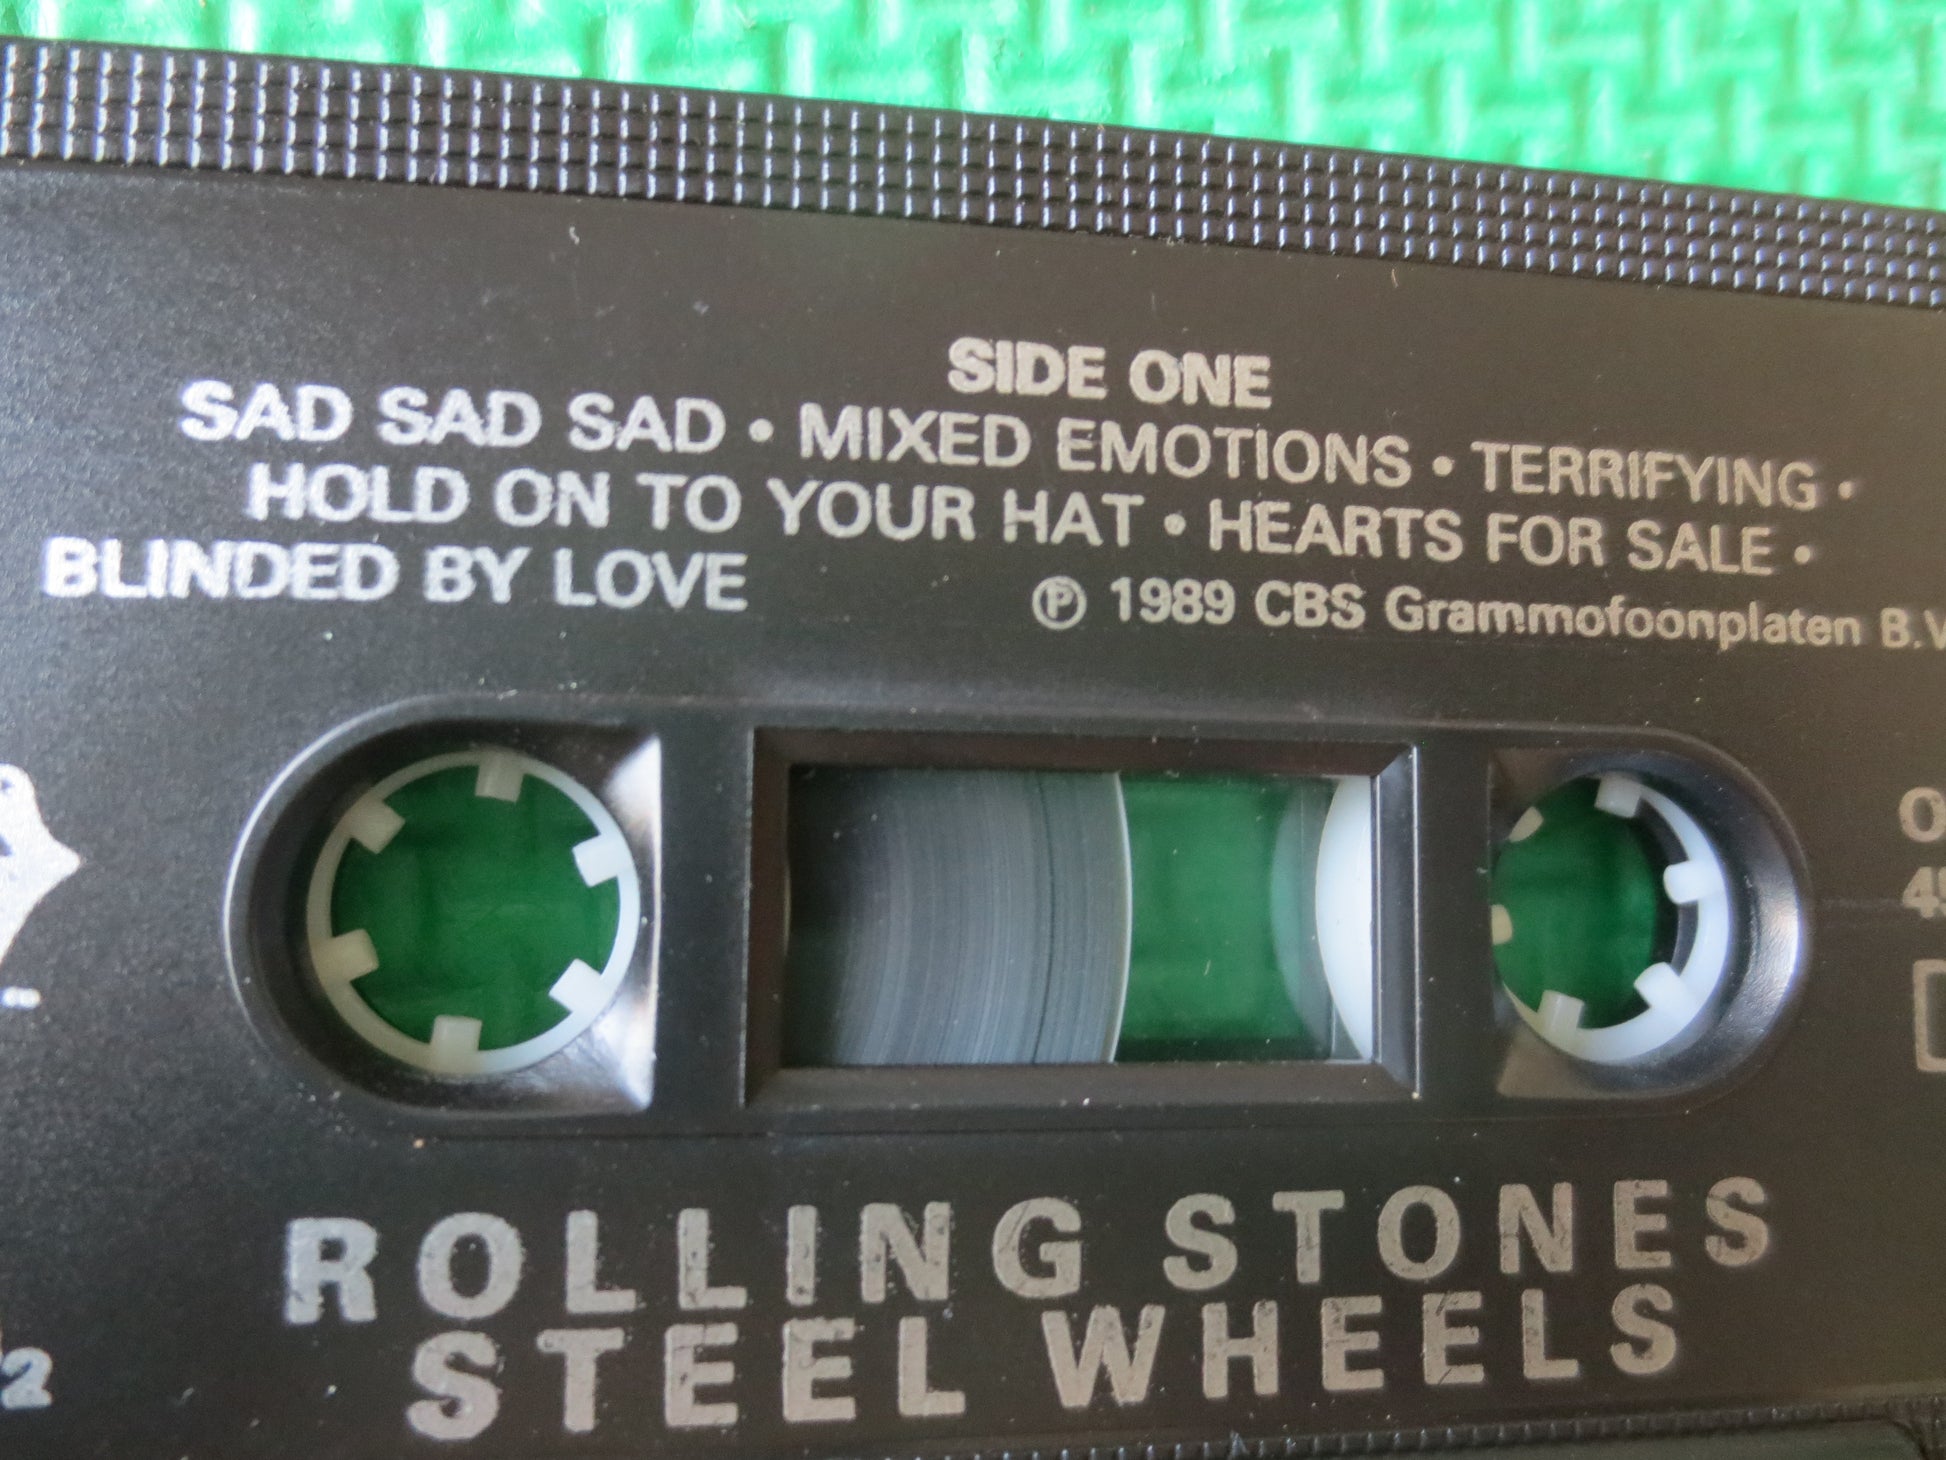 SIDE ONE
SAD SAD SAD • MIXED EMOTIONS • TERRIFYING •
HOLD ON TO YOUR HAT • HEARTS FOR SALE •
BLINDED BY LOVE
℗ 1989 CBS Grammofoonplaten B.V
ROLLING STONES
STEEL WHEELS
2